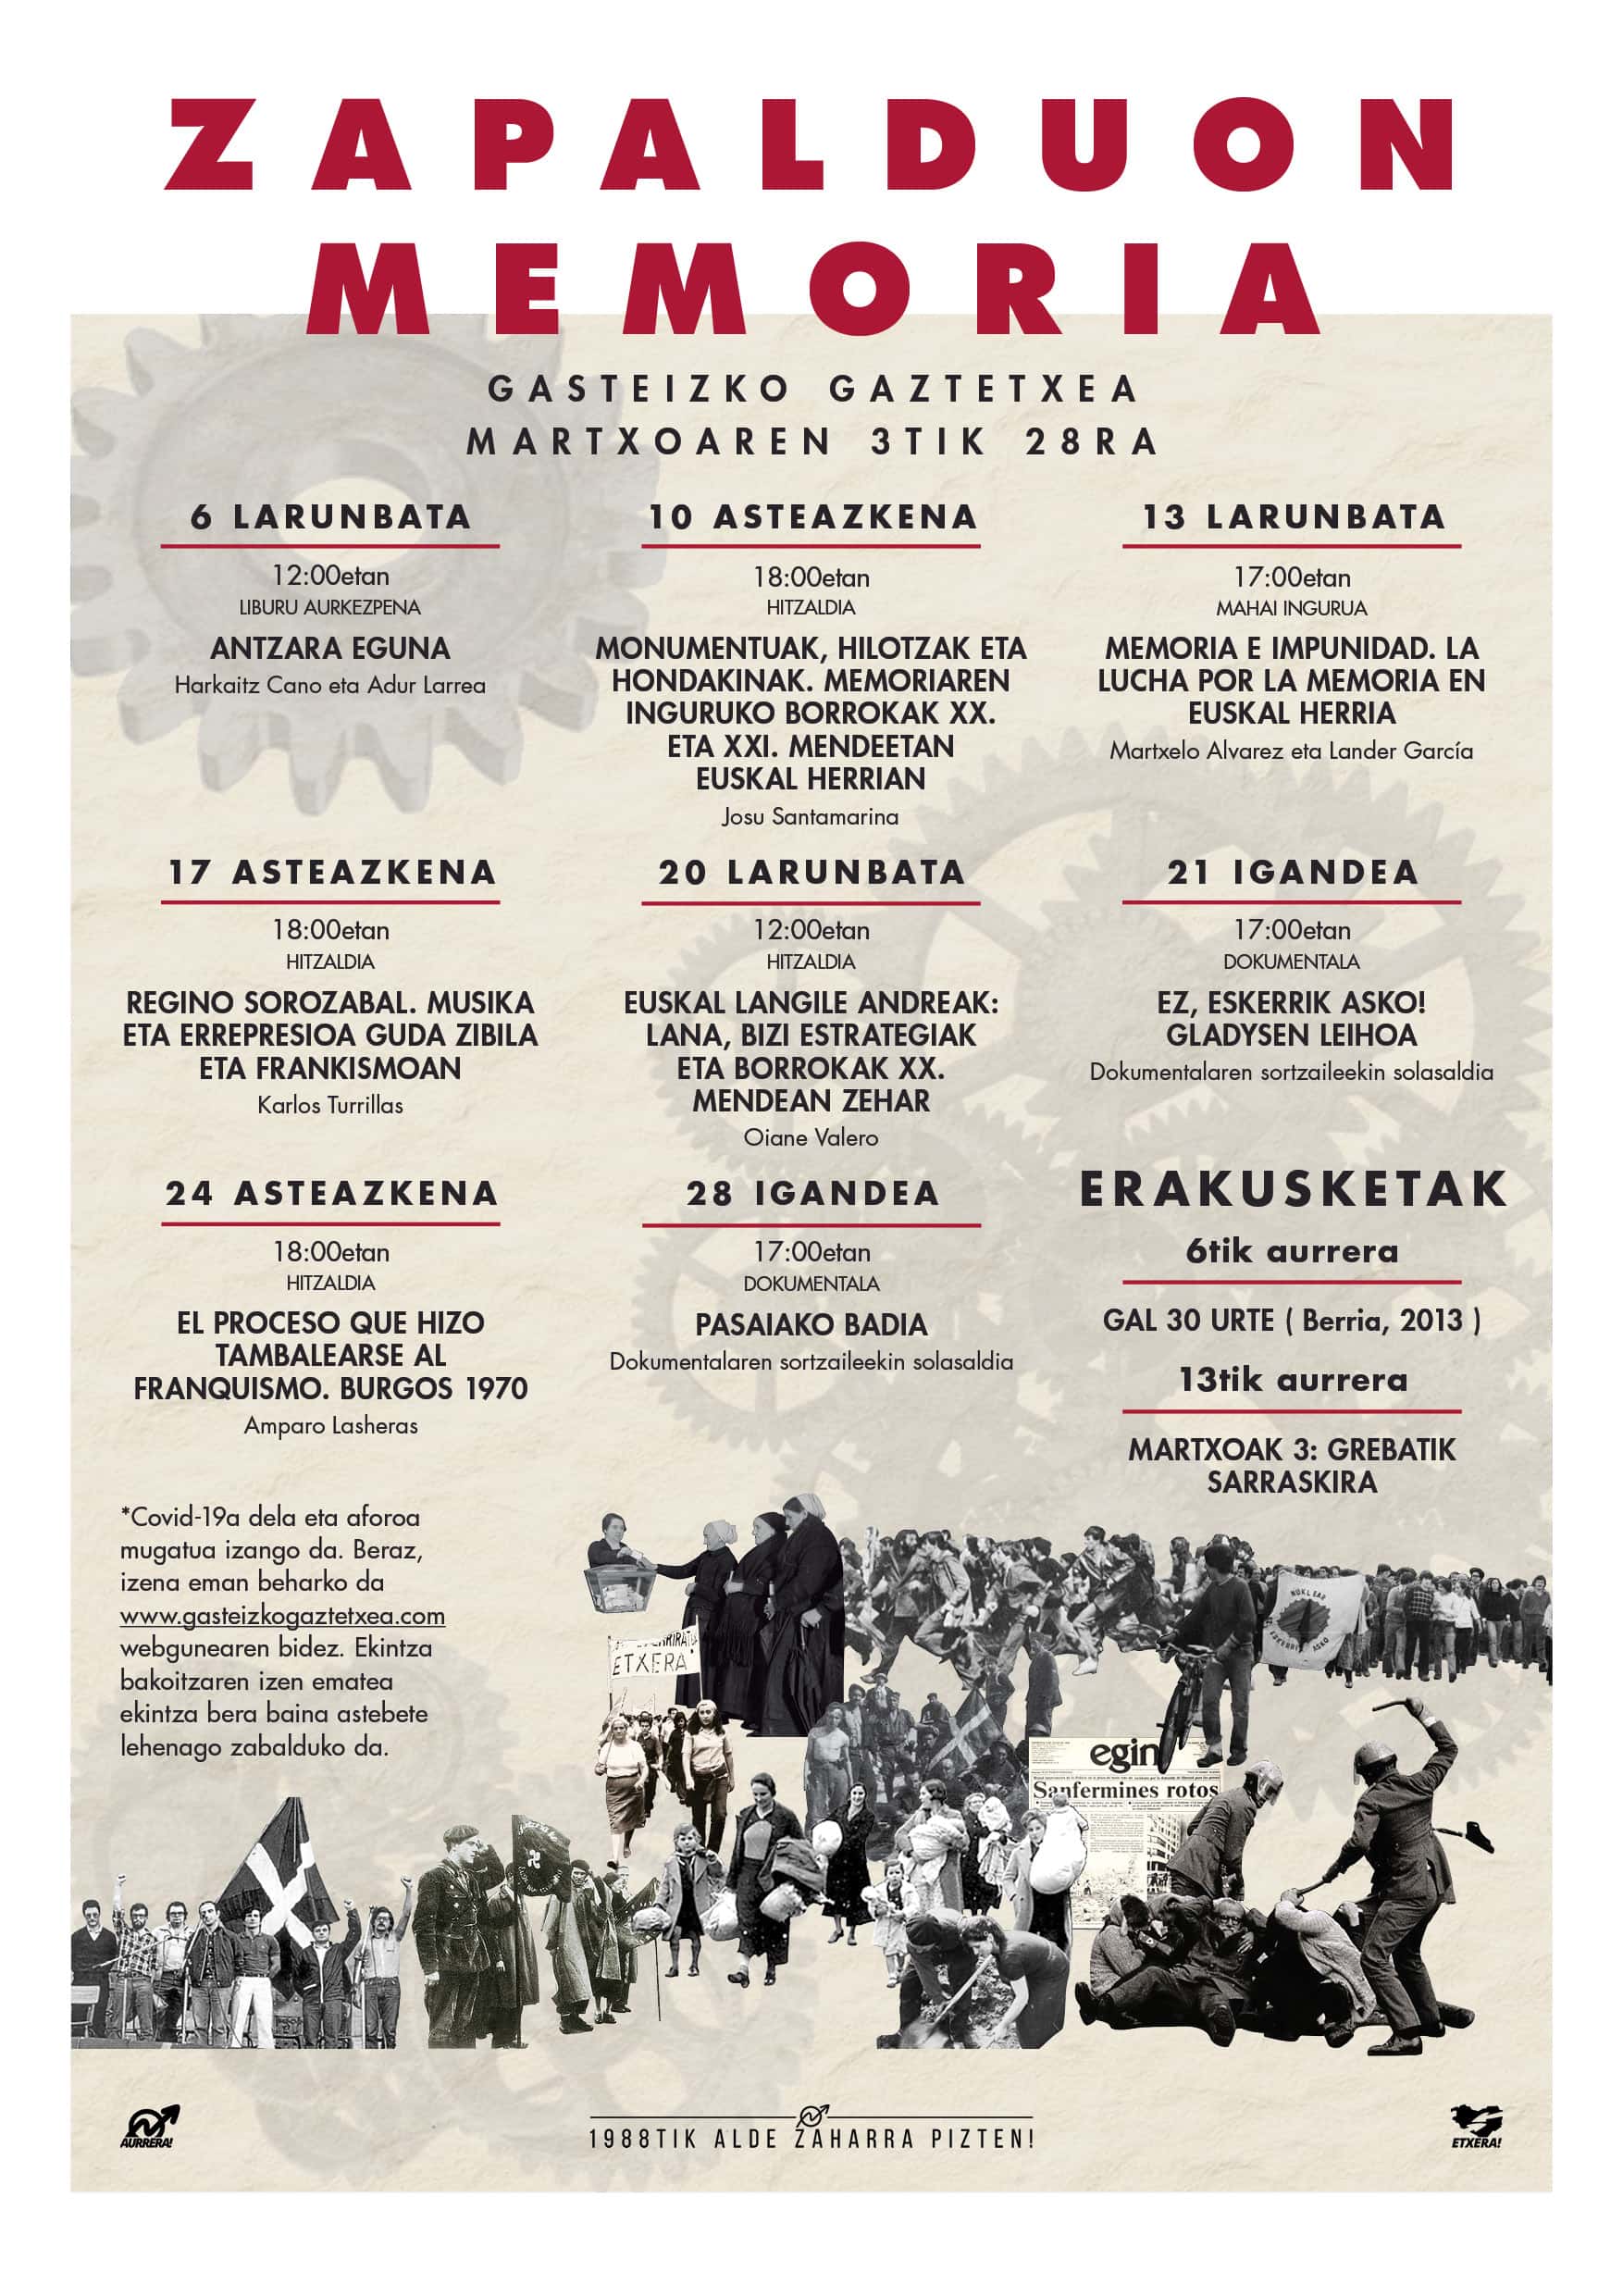 ZAPALDUON
MEMORIA
GASTEIZKO GAZTETXEA
MARTXOAREN 3TIK 28RA
6 LARUNBATA
12:00etan
LIBURU AURKEZPENA
ANTZARA EGUNA
Harkaitz Cano eta Adur Larrea
10 ASTEAZKENA
18:00etan
HITZALDIA
MONUMENTUAK, HILOTZAK ETA
HONDAKINAK. MEMORIAREN
INGURUKO BORROKAK XX.
ETA XXI. MENDEETAN
EUSKAL HERRIAN
Josu Santamarina
13 LARUNBATA
17:00etan
MAHAI INGURUA
MEMORIA E IMPUNIDAD. LA
LUCHA POR LA MEMORIA EN
EUSKAL HERRIA
Martxelo Alvarez eta Lander García
17 ASTEAZKENA
18:00etan
HITZALDIA
REGINO SOROZABAL. MUSIKA
ETA ERREPRESIOA GUDA ZIBILA
ETA FRANKISMOAN
Karlos Turrillas
20 LARUNBATA
12:00etan
HITZALDIA
EUSKAL LANGILE ANDREAK:
LANA, BIZI ESTRATEGIAK
ETA BORROKAK XX.
MENDEAN ZEHAR
Oiane Valero
21 IGANDEA
17:00etan
DOKUMENTALA
EZ, ESKERRIK ASKO!
GLADYSEN LEIHOA
Dokumentalaren sortzaileekin solasaldia
24 ASTEAZKENA
18:00etan
HITZALDIA
EL PROCESO QUE HIZO
TAMBALEARSE AL
FRANQUISMO. BURGOS 1970
Amparo Lasheras
28 IGANDEA
17:00etan
DOKUMENTALA
PASAIAKO BADIA
Dokumentalaren sortzaileekin solasaldia
ERAKUSKETAK
6tik aurrera
GAL 30 URTE ( Berria, 2013 )
13tik aurrera
MARTXOAK 3: GREBATIK
SARRASKIRA
*Covid-19a dela eta aforoa
mugatua izango da. Beraz,
izena eman beharko da
www.gasteizkogaztetxea.com
webgunearen bidez. Ekintza
bakoitzaren izen ematea
ekintza bera baina astebete
lehenago zabalduko da.
ETXERA
NUKLEAR
ESKERRIK ASKO
egin
Sanfermines rotos
AURRERA!
1988TIK ALDE ZAHARRA PIZTEN!
ETXERA!